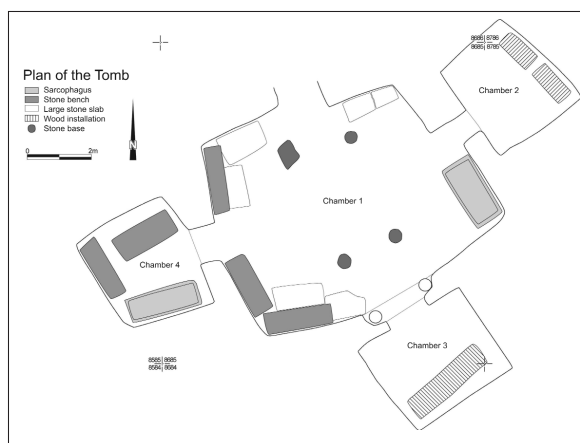 Plan of the Tomb
Sarcophagus
Stone bench
Large stone slab
Wood installation
Stone base
0 2m
N
8686 8786
8685 8785
Chamber 2
Chamber 1
Chamber 4
Chamber 3
8585 8685
8584 8684